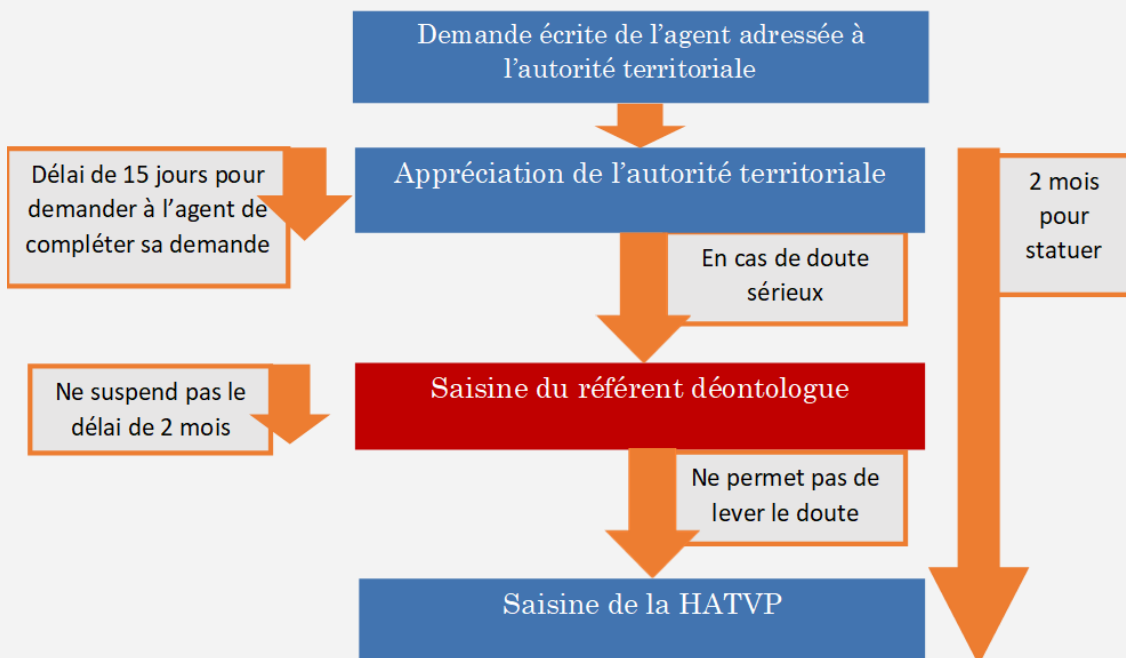 Demande écrite de l'agent adressée à
l'autorité territoriale
Délai de 15 jours pour
demander à l'agent de
compléter sa demande
Appréciation de l'autorité territoriale
2 mois
pour
statuer
En cas de doute
sérieux
Ne suspend pas le
délai de 2 mois
Saisine du référent déontologue
Ne permet pas de
lever le doute
Saisine de la HATVP